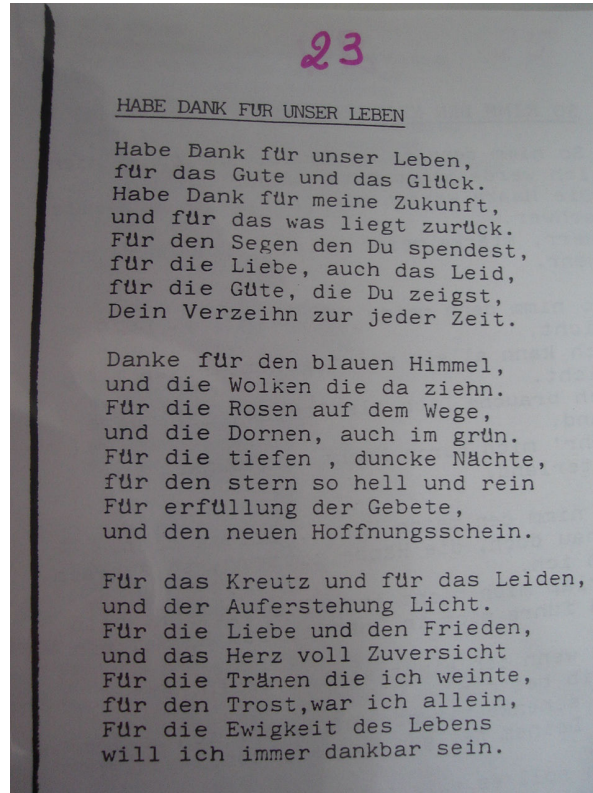 23
HABE DANK FÜR UNSER LEBEN
Habe Dank für unser Leben,
für das Gute und das Glück.
Habe Dank für meine Zukunft,
und für das was liegt zurück.
Für den Segen den Du spendest,
für die Liebe, auch das Leid,
für die Güte, die Du zeigst,
Dein Verzeihn zur jeder Zeit.
Danke für den blauen Himmel,
und die Wolken die da ziehn.
Für die Rosen auf dem Wege,
und die Dornen, auch im grün.
Für die tiefen , duncke Nächte,
für den stern so hell und rein
Für erfüllung der Gebete,
und den neuen Hoffnungsschein.
Für das Kreutz und für das Leiden,
und der Auferstehung Licht.
Für die Liebe und den Frieden,
und das Herz voll Zuversicht
Für die Tränen die ich weinte,
für den Trost,war ich allein,
Für die Ewigkeit des Lebens
will ich immer dankbar sein.